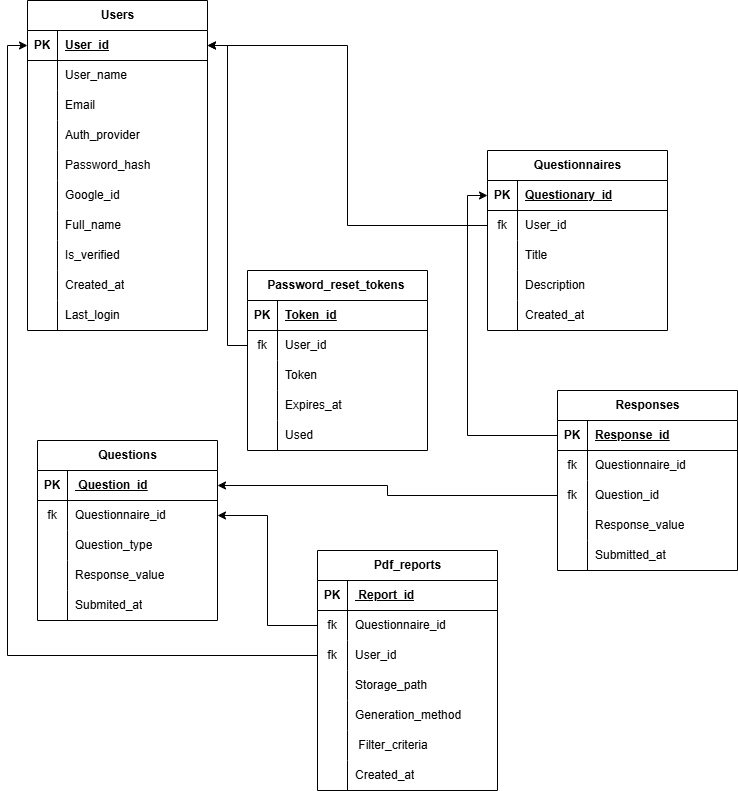 Users
PK User_id
User_name
Email
Auth_provider
Password_hash
Google_id
Full_name
Is_verified
Created_at
Last_login
Questionnaires
PK Questionary_id
fk User_id
Title
Description
Created_at
Password_reset_tokens
PK Token_id
fk User_id
Token
Expires_at
Used
Responses
PK Response_id
fk Questionnaire_id
fk Question_id
Response_value
Submitted_at
Questions
PK Question_id
fk Questionnaire_id
Question_type
Response_value
Submited_at
Pdf_reports
PK Report_id
fk Questionnaire_id
fk User_id
Storage_path
Generation_method
Filter_criteria
Created_at